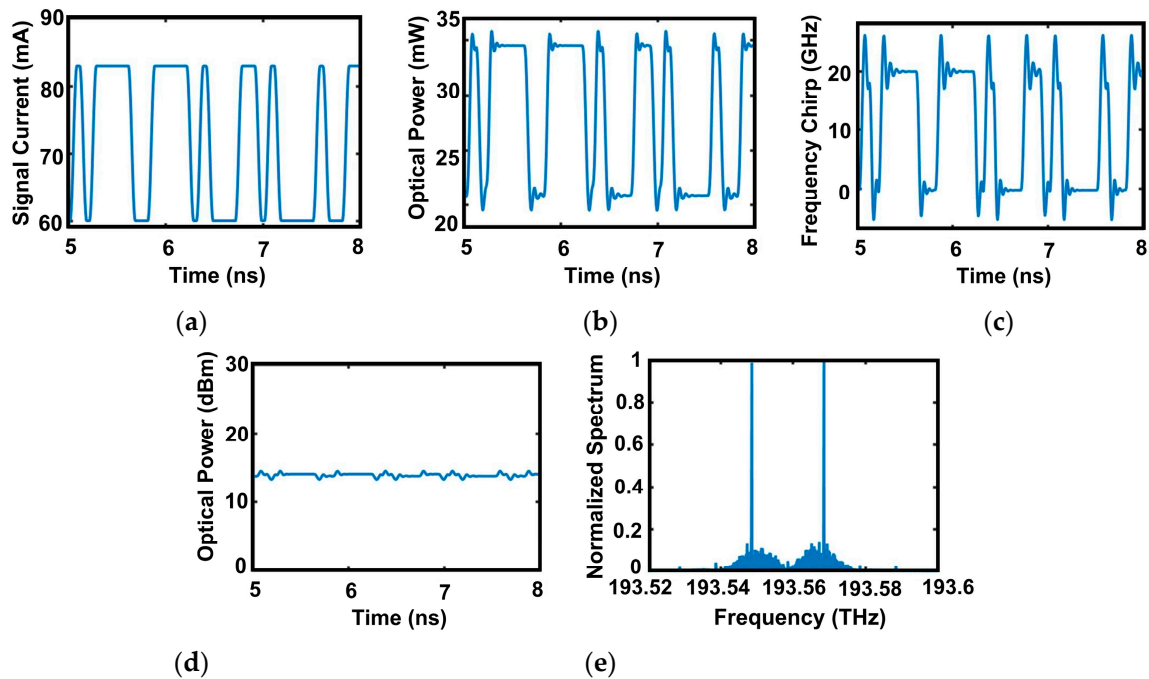 Signal Current (mA)
90
80
70
60
5 6 7 8
Time (ns)
(a)
Optical Power (mW)
35
30
25
20
5 6 7 8
Time (ns)
(b)
Frequency Chirp (GHz)
20
10
0
5 6 7 8
Time (ns)
(c)
Optical Power (dBm)
30
20
10
0
5 6 7 8
Time (ns)
(d)
Normalized Spectrum
1
0.8
0.6
0.4
0.2
0
193.52 193.54 193.56 193.58 193.6
Frequency (THz)
(e)